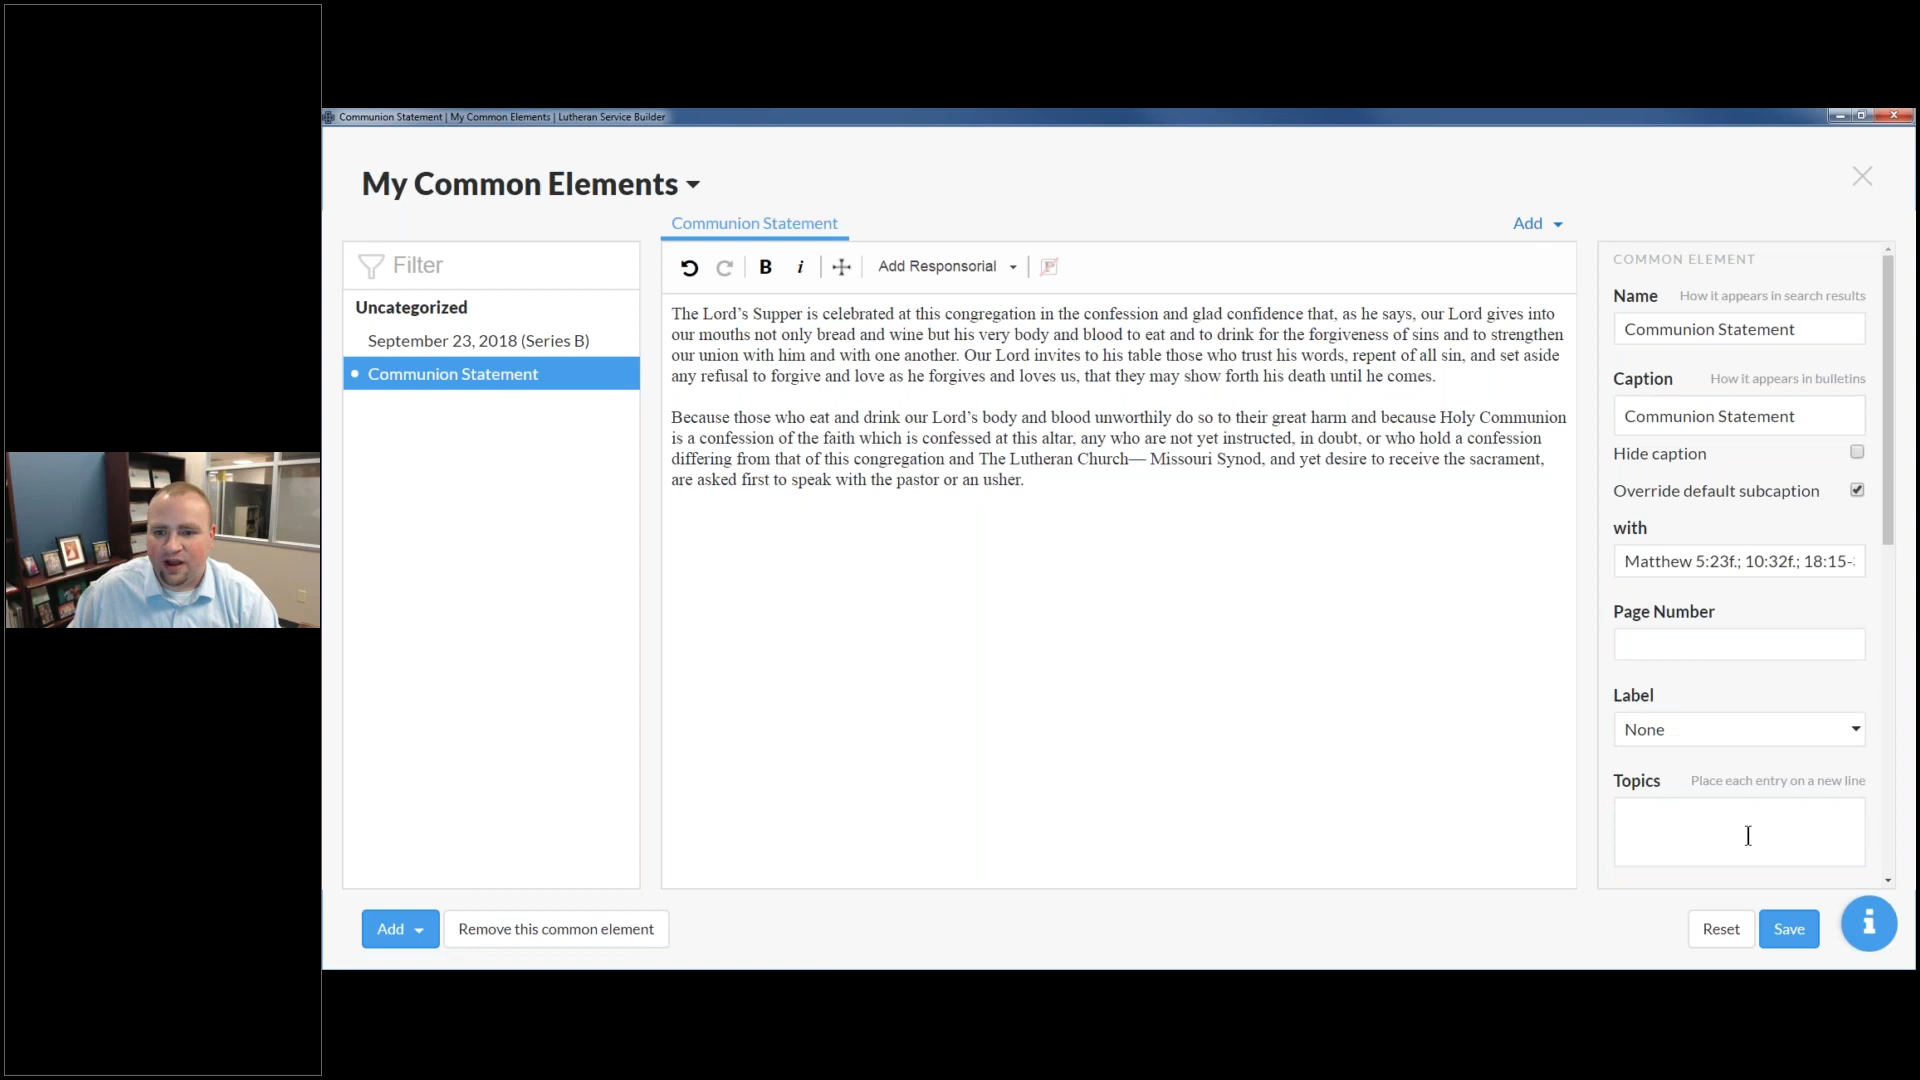 Communion Statement | My Common Elements | Lutheran Service Builder
My Common Elements
Communion Statement
Add
Filter
Uncategorized
September 23, 2018 (Series B)
Communion Statement
B i Add Responsorial
The Lord’s Supper is celebrated at this congregation in the confession and glad confidence that, as he says, our Lord gives into
our mouths not only bread and wine but his very body and blood to eat and to drink for the forgiveness of sins and to strengthen
our union with him and with one another. Our Lord invites to his table those who trust his words, repent of all sin, and set aside
any refusal to forgive and love as he forgives and loves us, that they may show forth his death until he comes.
Because those who eat and drink our Lord’s body and blood unworthily do so to their great harm and because Holy Communion
is a confession of the faith which is confessed at this altar, any who are not yet instructed, in doubt, or who hold a confession
differing from that of this congregation and The Lutheran Church— Missouri Synod, and yet desire to receive the sacrament,
are asked first to speak with the pastor or an usher.
COMMON ELEMENT
Name How it appears in search results
Communion Statement
Caption How it appears in bulletins
Communion Statement
Hide caption
Override default subcaption
with
Matthew 5:23f.; 10:32f.; 18:15-
Page Number
Label
None
Topics Place each entry on a new line
Add
Remove this common element
Reset
Save